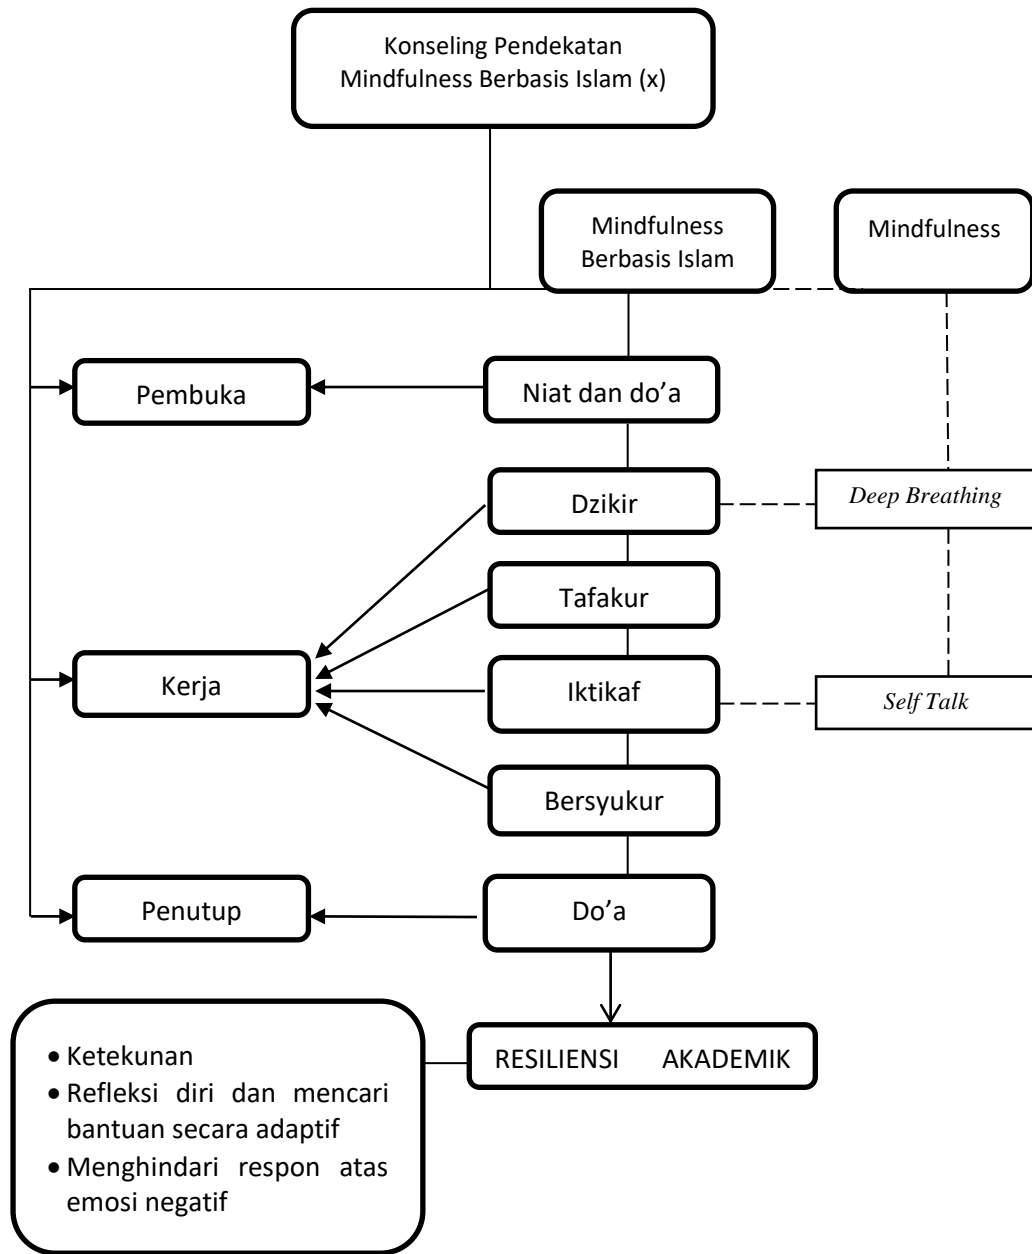 Konseling Pendekatan
Mindfulness Berbasis Islam (x)
Mindfulness
Berbasis Islam
Mindfulness
Pembuka
Niat dan do’a
Dzikir
Deep Breathing
Tafakur
Kerja
Iktikaf
Self Talk
Bersyukur
Penutup
Do’a
RESILIENSI AKADEMIK
• Ketekunan
• Refleksi diri dan mencari
bantuan secara adaptif
• Menghindari respon atas
emosi negatif